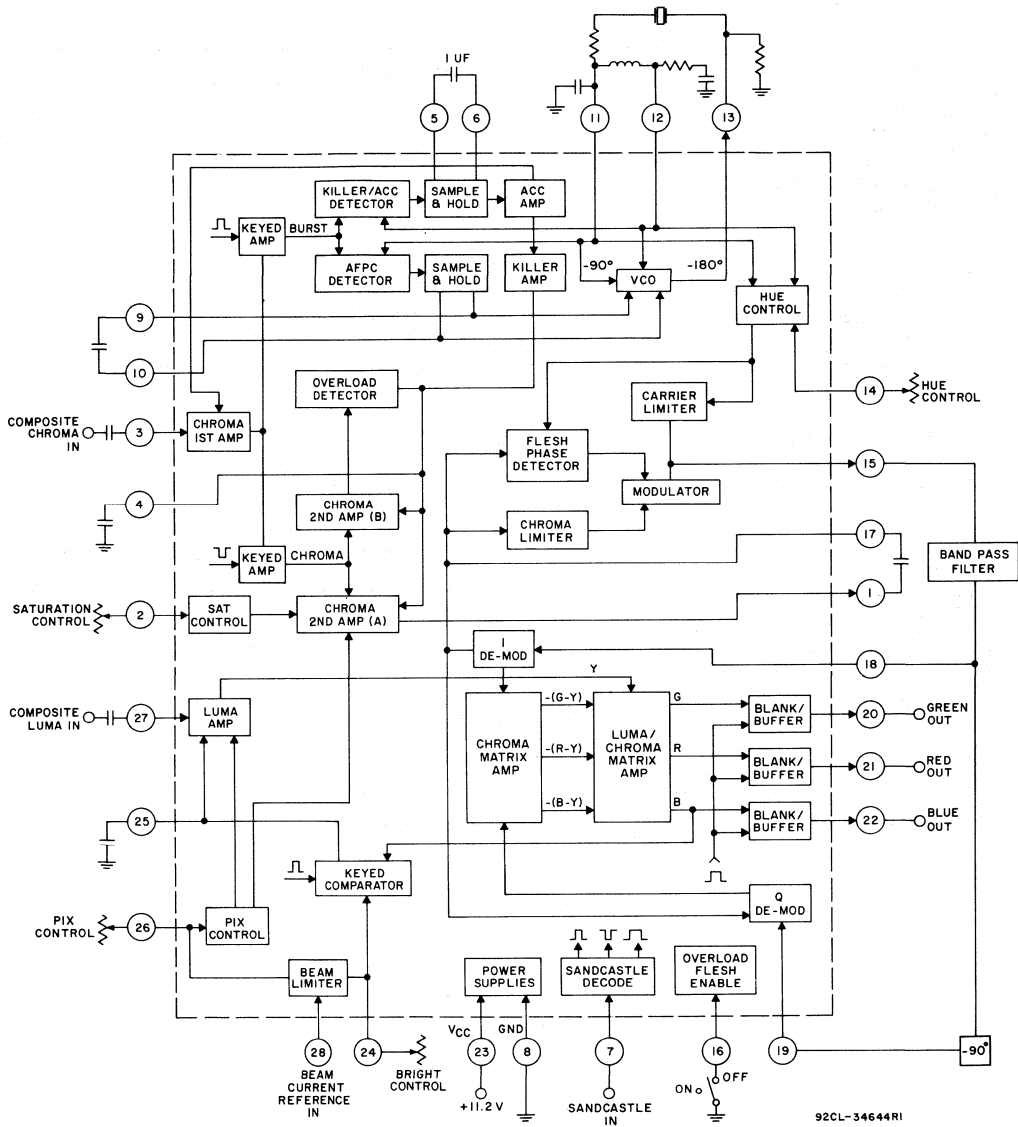 1 UF
5
6
11
12
13
KILLER/ACC
DETECTOR
SAMPLE
& HOLD
ACC
AMP
KEYED
AMP
BURST
AFPC
DETECTOR
SAMPLE
& HOLD
KILLER
AMP
-90°
VCO
-180°
HUE
CONTROL
9
10
OVERLOAD
DETECTOR
CARRIER
LIMITER
14
HUE
CONTROL
COMPOSITE
CHROMA
IN
3
CHROMA
1ST AMP
FLESH
PHASE
DETECTOR
15
MODULATOR
4
CHROMA
2ND AMP (B)
CHROMA
LIMITER
17
BAND PASS
FILTER
KEYED
AMP
CHROMA
SATURATION
CONTROL
2
SAT
CONTROL
CHROMA
2ND AMP (A)
1
I
DE-MOD
18
Y
COMPOSITE
LUMA IN
27
LUMA
AMP
CHROMA
MATRIX
AMP
-(G-Y)
-(R-Y)
-(B-Y)
LUMA/
CHROMA
MATRIX
AMP
G
R
B
BLANK/
BUFFER
20
GREEN
OUT
BLANK/
BUFFER
21
RED
OUT
BLANK/
BUFFER
22
BLUE
OUT
25
KEYED
COMPARATOR
Q
DE-MOD
PIX
CONTROL
26
PIX
CONTROL
BEAM
LIMITER
POWER
SUPPLIES
SANDCASTLE
DECODE
OVERLOAD
FLESH
ENABLE
VCC
GND
28
24
23
8
7
16
19
-90°
BEAM
CURRENT
REFERENCE
IN
BRIGHT
CONTROL
+11.2 V
SANDCASTLE
IN
ON
OFF
92CL-34644R1